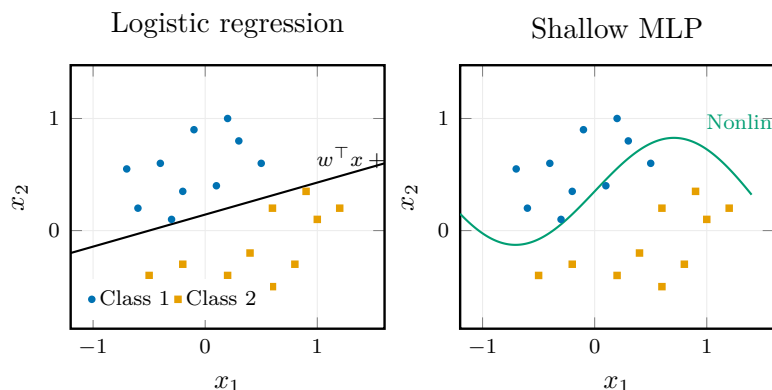 Logistic regression
Shallow MLP
1
0
x₂
−1
0
1
x₁
w⊤x +
Class 1
Class 2
1
0
x₂
−1
0
1
x₁
Nonlin